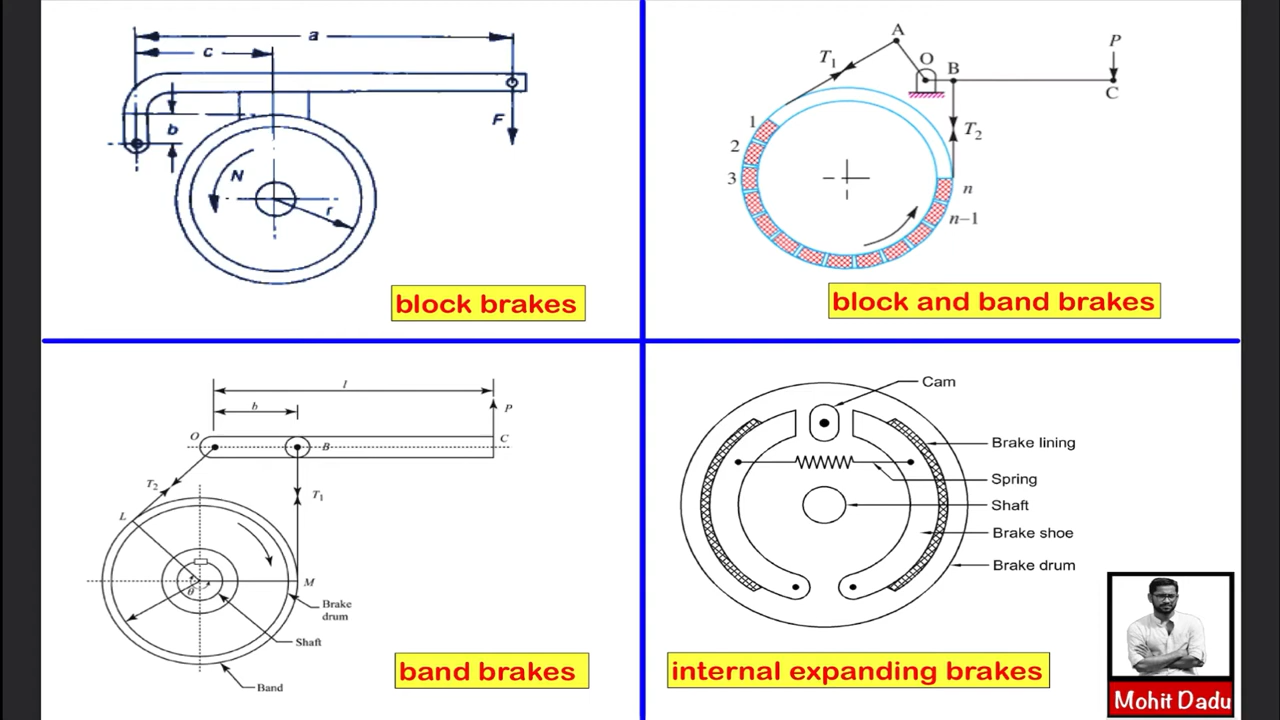 a
c
b
F
N
r
block brakes
A
T1
O
B
P
C
T2
1
2
3
n
n–1
block and band brakes
l
b
P
O
B
C
T2
T1
L
M
θ
Brake
drum
Shaft
Band
band brakes
Cam
Brake lining
Spring
Shaft
Brake shoe
Brake drum
internal expanding brakes
Mohit Dadu